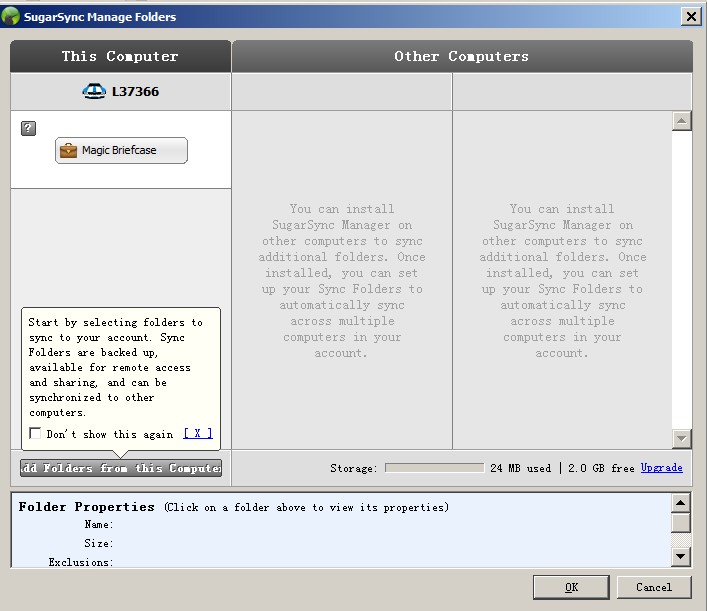 SugarSync Manage Folders
This Computer
Other Computers
L37366
?
Magic Briefcase
You can install
SugarSync Manager on
other computers to sync
additional folders. Once
installed, you can set
up your Sync Folders to
automatically sync
across multiple
computers in your
account.
You can install
SugarSync Manager on
other computers to sync
additional folders. Once
installed, you can set
up your Sync Folders to
automatically sync
across multiple
computers in your
account.
Start by selecting folders to
sync to your account. Sync
Folders are backed up,
available for remote access
and sharing, and can be
synchronized to other
computers.
Don't show this again [ X ]
dd Folders from this Compute
Storage: 24 MB used | 2.0 GB free Upgrade
Folder Properties (Click on a folder above to view its properties)
Name:
Size:
Exclusions:
OK Cancel